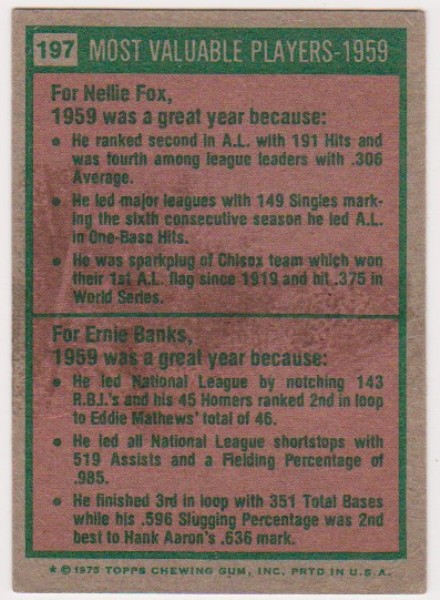 197 MOST VALUABLE PLAYERS-1959
For Nellie Fox,
1959 was a great year because:
• He ranked second in A.L. with 191 Hits and
was fourth among league leaders with .306
Average.
• He led major leagues with 149 Singles mark-
ing the sixth consecutive season he led A.L.
in One-Base Hits.
• He was sparkplug of Chisox team which won
their 1st A.L. flag since 1919 and hit .375 in
World Series.
For Ernie Banks,
1959 was a great year because:
• He led National League by notching 143
R.B.I.'s and his 45 Homers ranked 2nd in loop
to Eddie Mathews' total of 46.
• He led all National League shortstops with
519 Assists and a Fielding Percentage of
.985.
• He finished 3rd in loop with 351 Total Bases
while his .596 Slugging Percentage was 2nd
best to Hank Aaron's .636 mark.
* © 1975 TOPPS CHEWING GUM, INC. PRTD IN U.S.A.